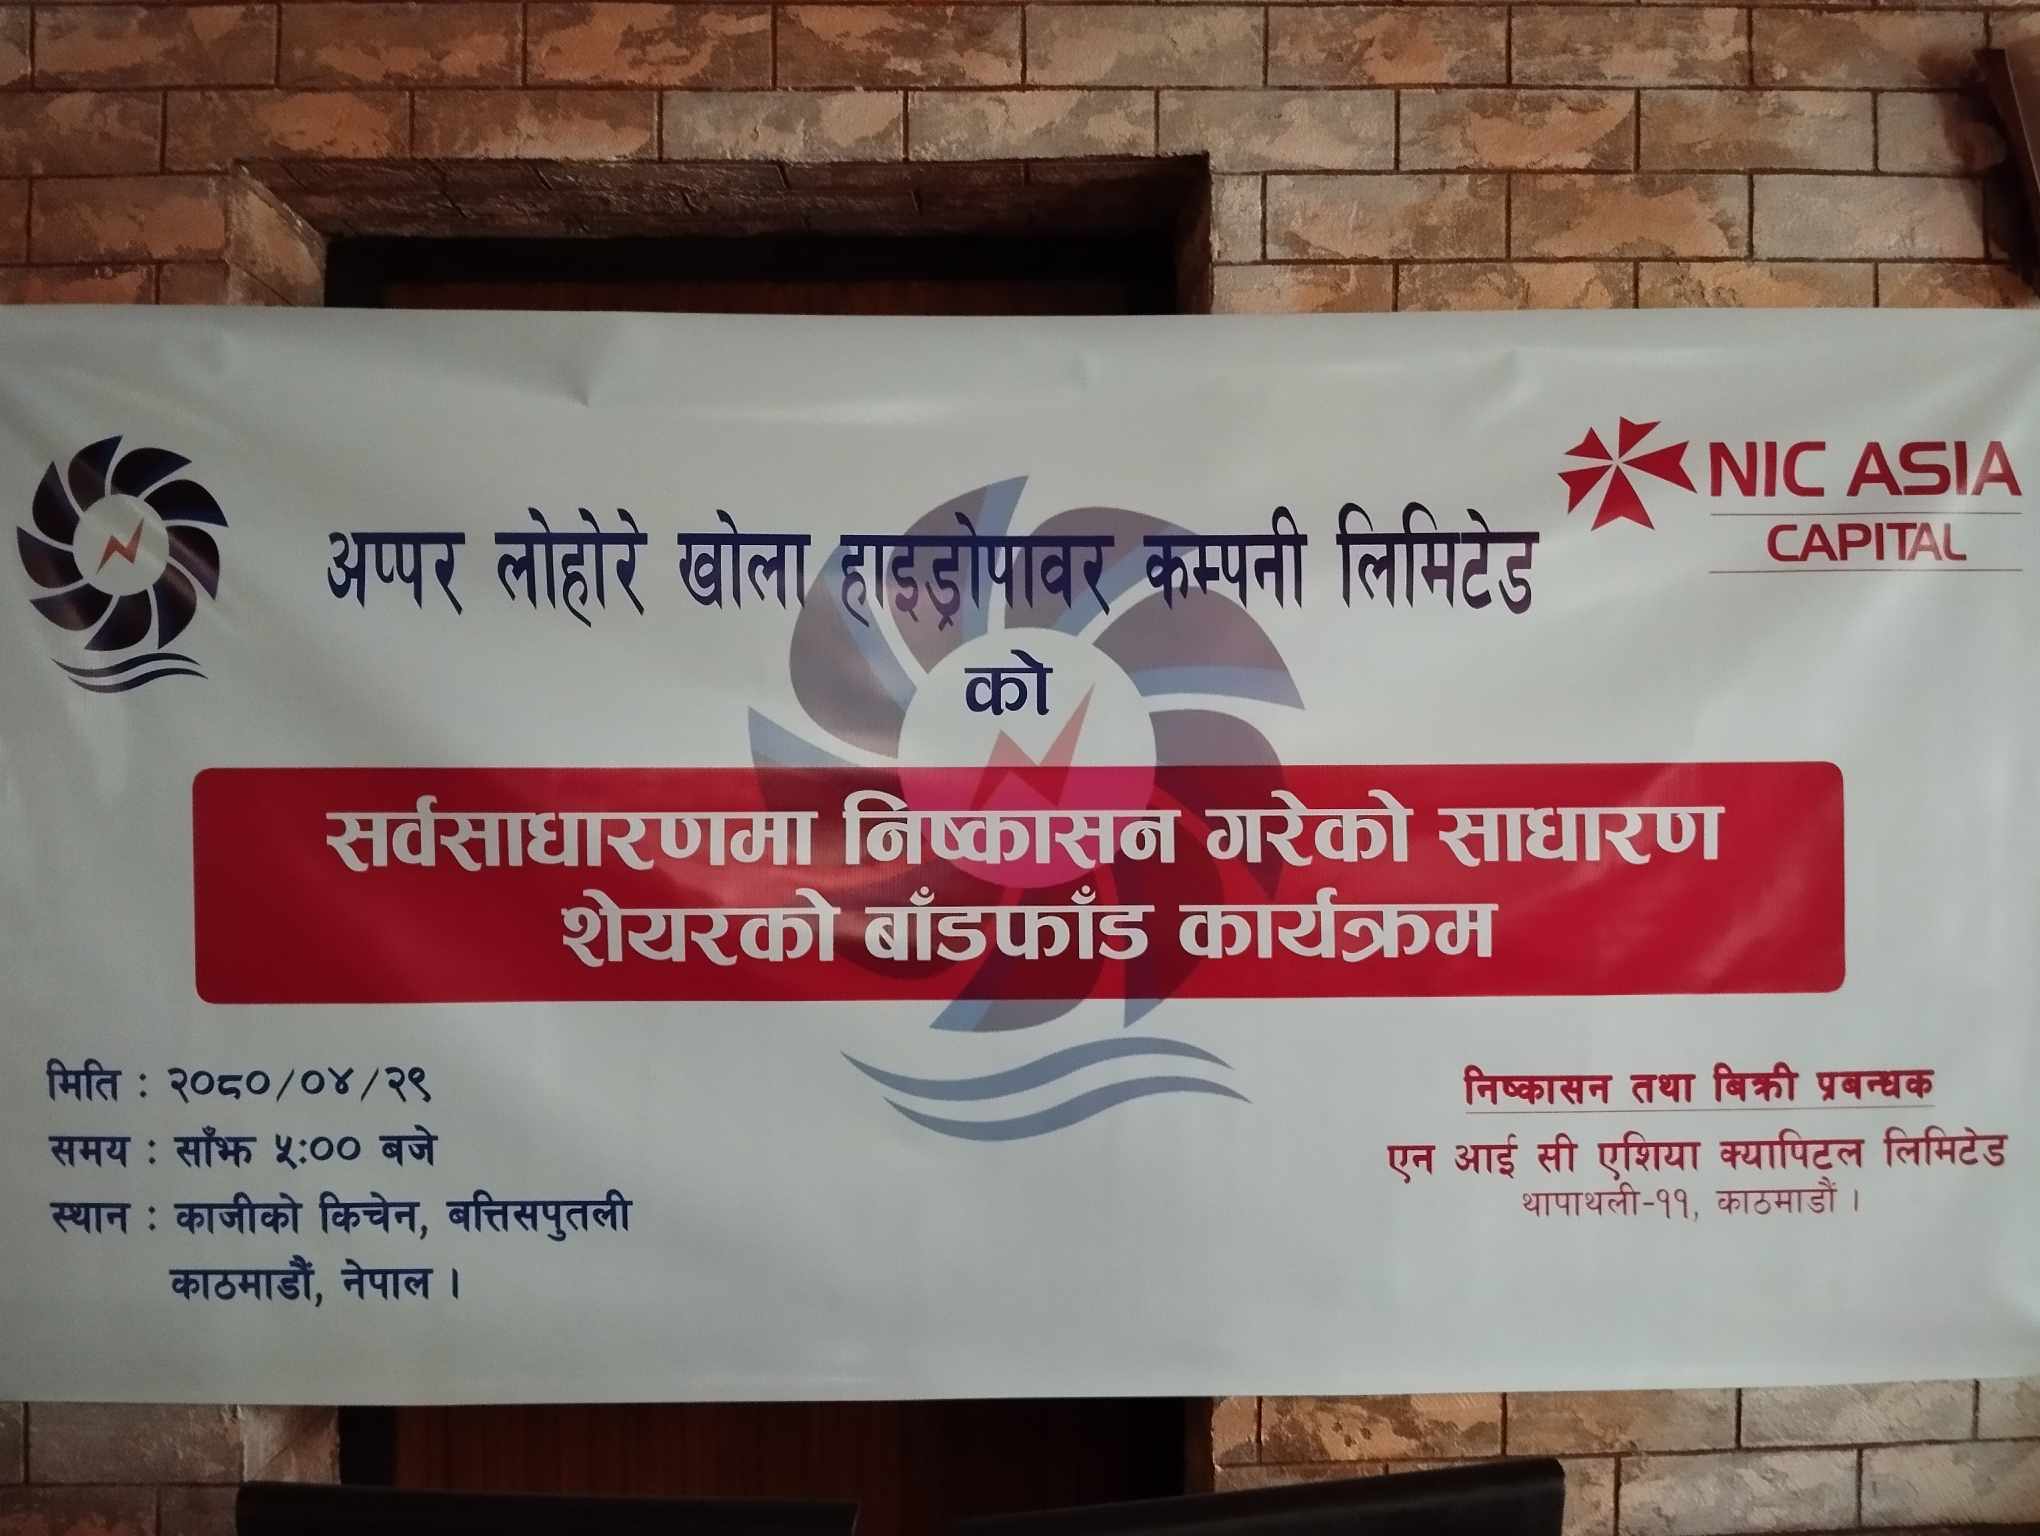 NIC ASIA
CAPITAL
अप्पर लोहोरे खोला हाइड्रोपावर कम्पनी लिमिटेड
को
सर्वसाधारणमा निष्कासन गरेको साधारण
शेयरको बाँडफाँड कार्यक्रम
मिति : २०८०/०४/२९
समय : साँझ ५:०० बजे
स्थान : काजीको किचेन, बत्तिसपुतली
काठमाडौं, नेपाल ।
निष्कासन तथा बिक्री प्रबन्धक
एन आई सी एशिया क्यापिटल लिमिटेड
थापाथली-११, काठमाडौं ।